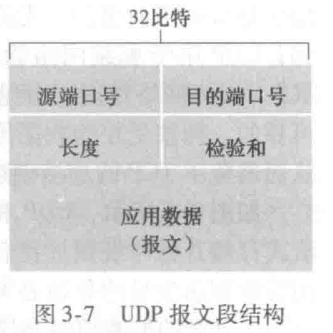 32比特
源端口号 目的端口号
长度 检验和
应用数据
（报文）
图 3-7 UDP 报文段结构